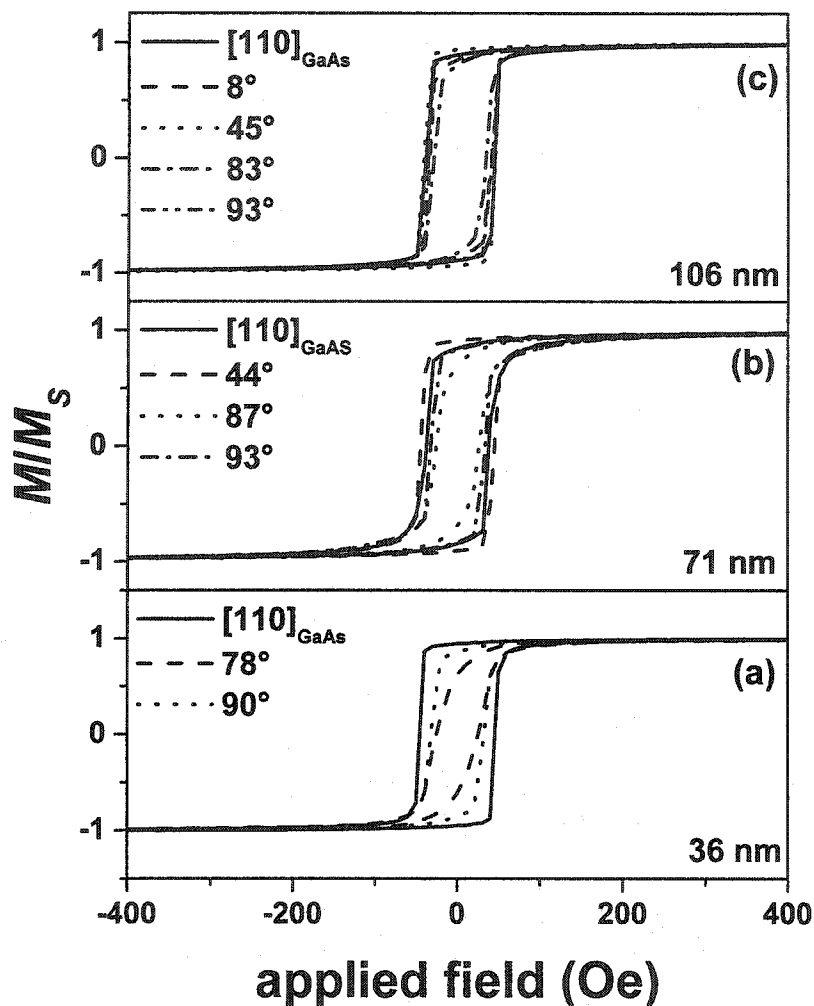 1
0
-1
[110]GaAs
8°
45°
83°
93°
(c)
106 nm
1
0
-1
[110]GaAS
44°
87°
93°
(b)
71 nm
1
0
-1
[110]GaAs
78°
90°
(a)
36 nm
M/MS
-400 -200 0 200 400
applied field (Oe)